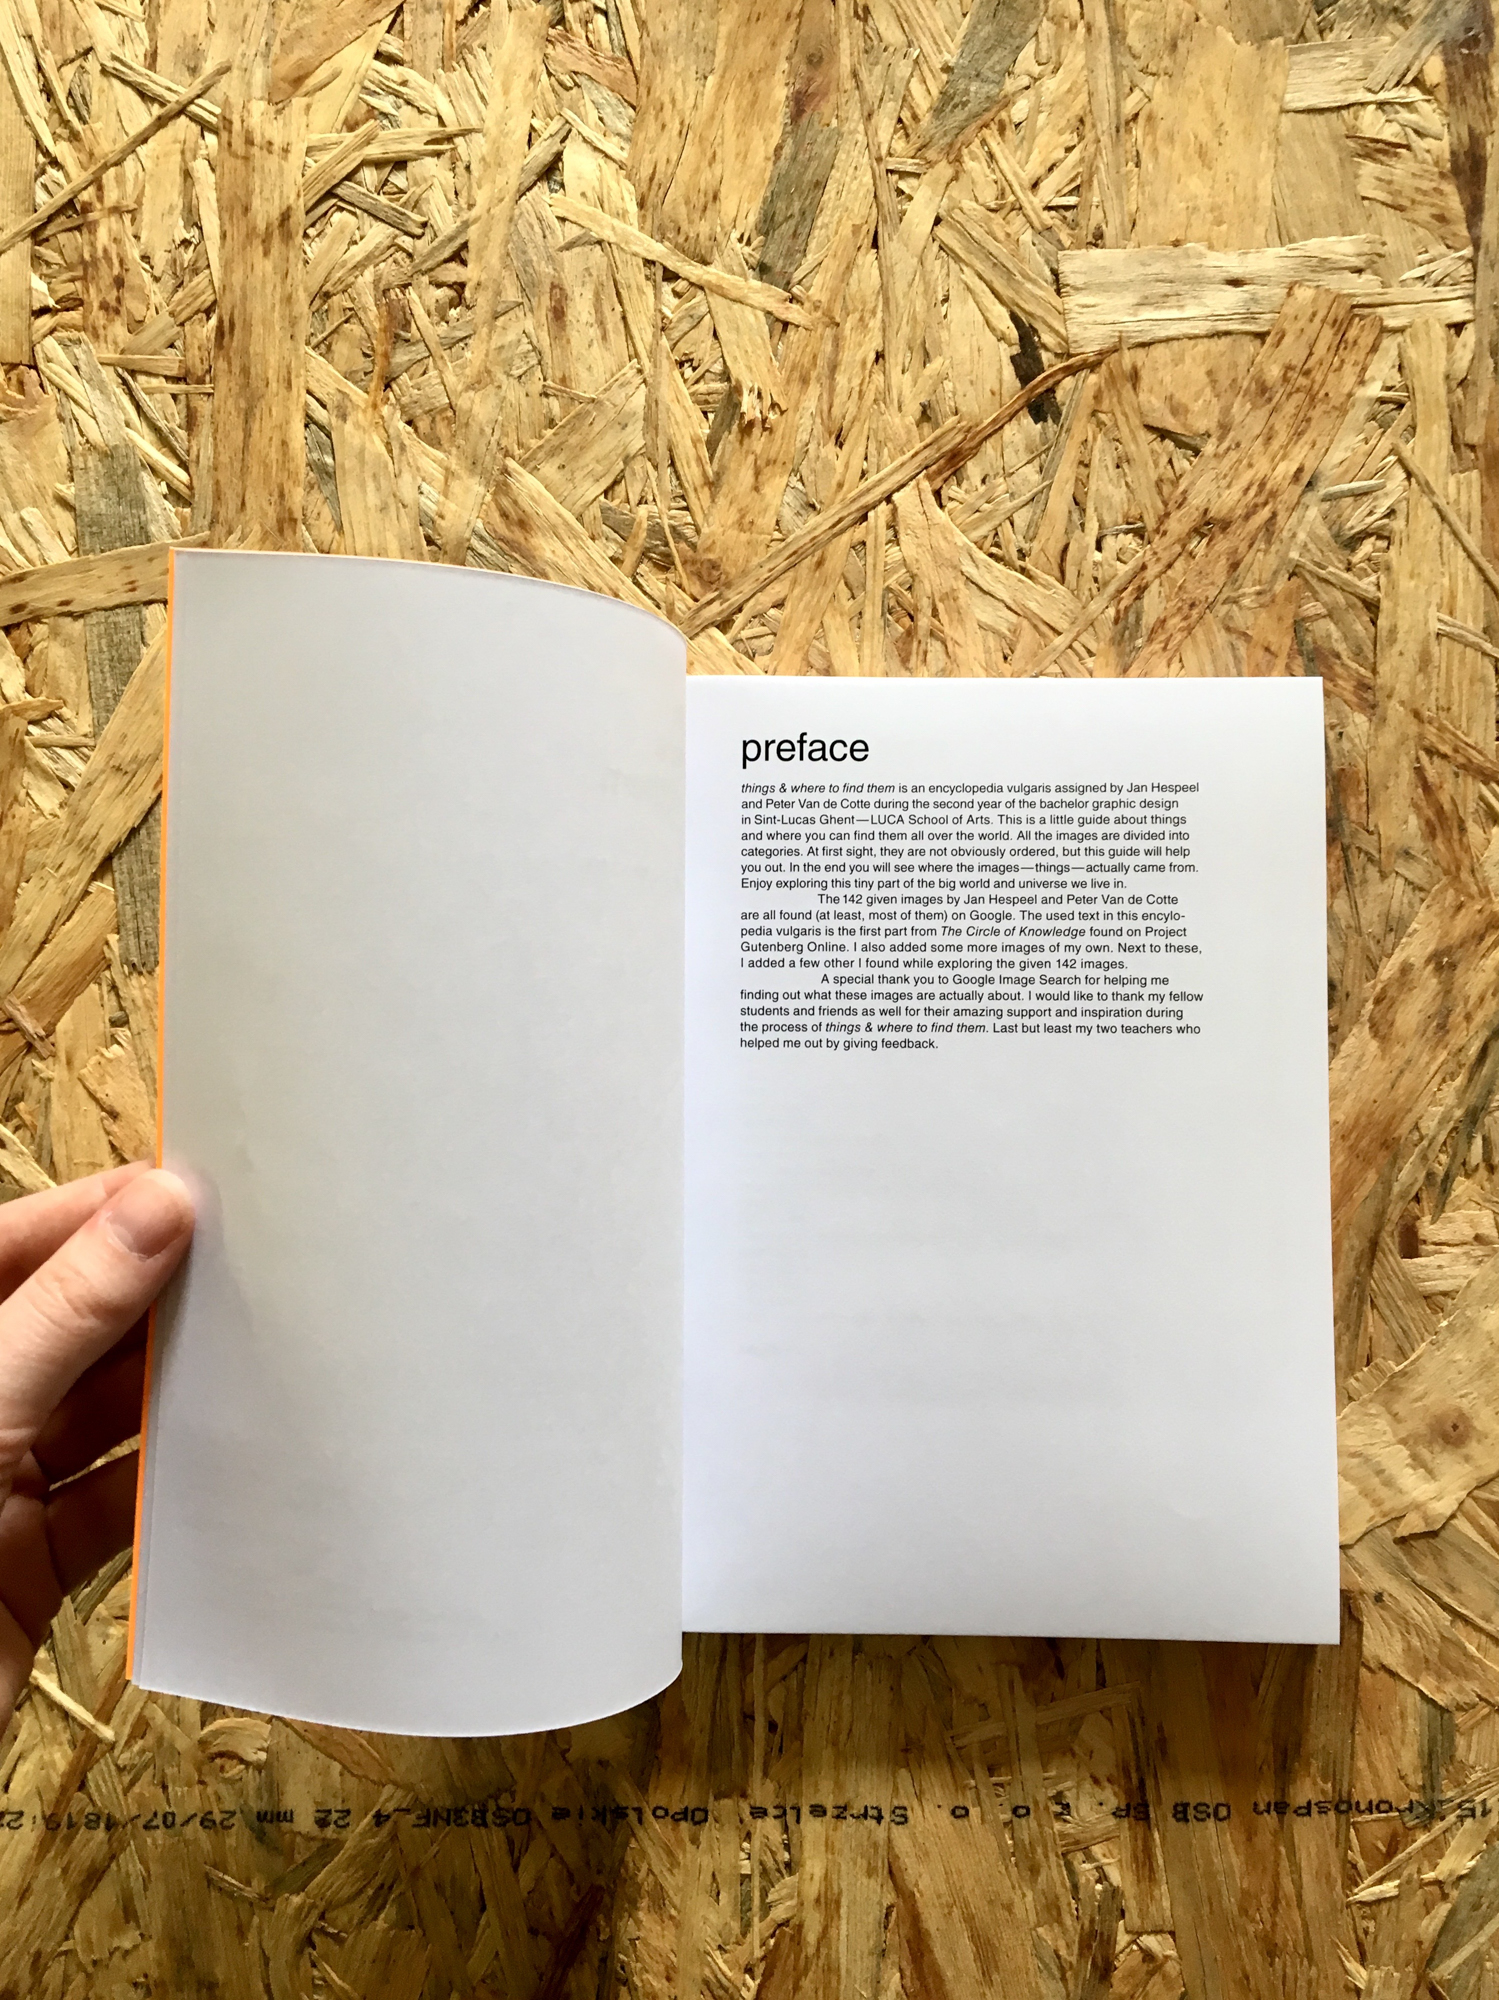 preface
things & where to find them is an encyclopedia vulgaris assigned by Jan Hespeel
and Peter Van de Cotte during the second year of the bachelor graphic design
in Sint-Lucas Ghent—LUCA School of Arts. This is a little guide about things
and where you can find them all over the world. All the images are divided into
categories. At first sight, they are not obviously ordered, but this guide will help
you out. In the end you will see where the images—things—actually came from.
Enjoy exploring this tiny part of the big world and universe we live in.
The 142 given images by Jan Hespeel and Peter Van de Cotte
are all found (at least, most of them) on Google. The used text in this encylo-
pedia vulgaris is the first part from The Circle of Knowledge found on Project
Gutenberg Online. I also added some more images of my own. Next to these,
I added a few other I found while exploring the given 142 images.
A special thank you to Google Image Search for helping me
finding out what these images are actually about. I would like to thank my fellow
students and friends as well for their amazing support and inspiration during
the process of things & where to find them. Last but least my two teachers who
helped me out by giving feedback.
Kronospan OSB SP. Z o. o. Strzelce Opolskie OSB3NF_4 22 mm 29/07/18